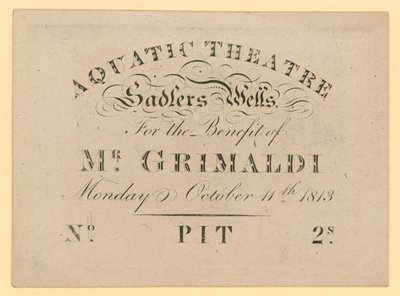 AQUATIC THEATRE
Sadlers Wells.
For the Benefit of
Mr. GRIMALDI
Monday October 11th 1813
No. PIT 2s.